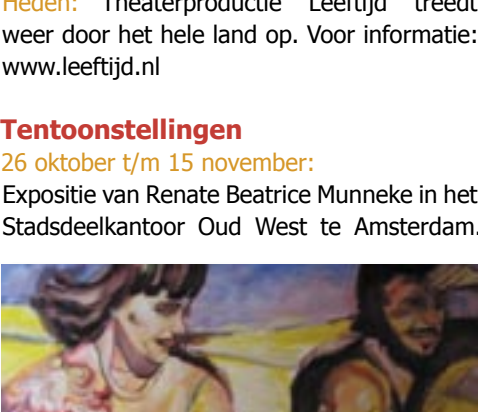 Heden: Theaterproductie Leeftijd treedt
weer door het hele land op. Voor informatie:
www.leeftijd.nl
Tentoonstellingen
26 oktober t/m 15 november:
Expositie van Renate Beatrice Munneke in het
Stadsdeelkantoor Oud West te Amsterdam.